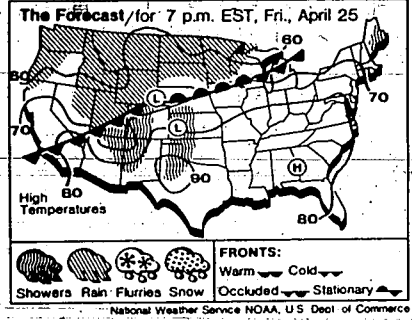 The Forecast/for 7 p.m. EST, Fri., April 25
60
80
70
L
70
L
90
H
80
80
High
Temperatures
FRONTS:
Warm Cold
Showers Rain Flurries Snow
Occluded Stationary
National Weather Service NOAA, U.S. Dept. of Commerce